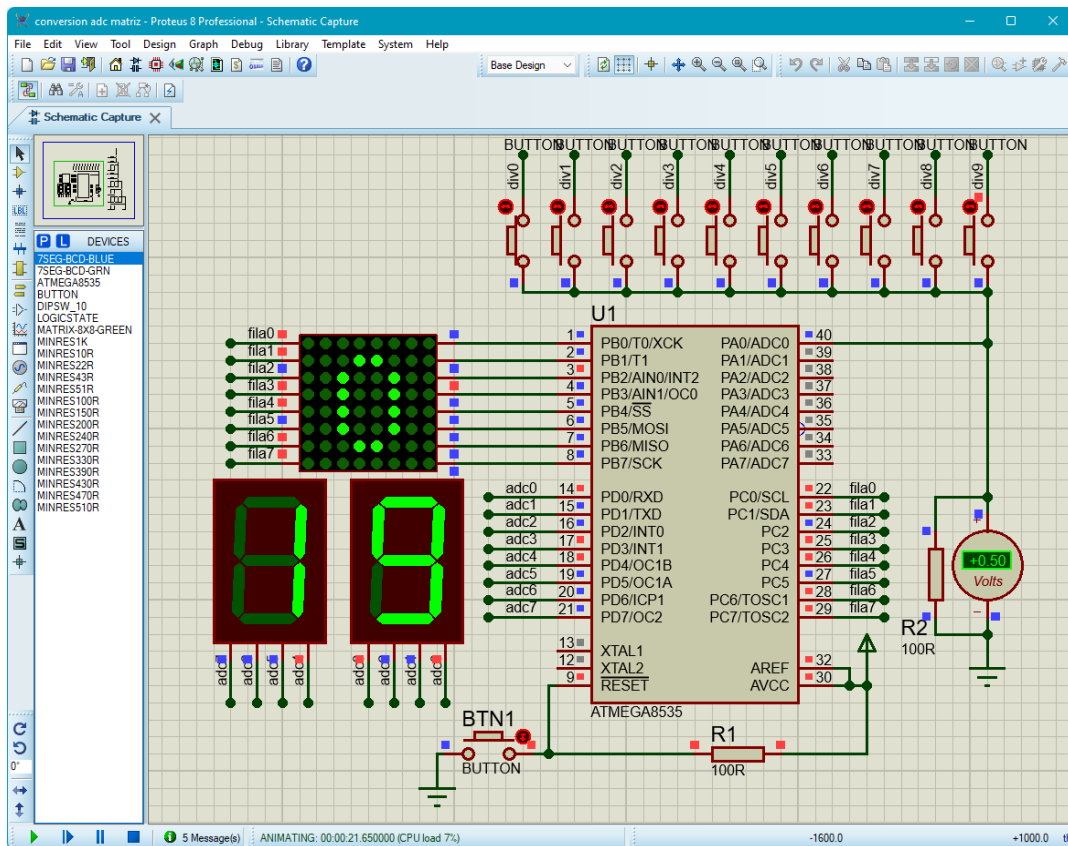 conversion adc matriz - Proteus 8 Professional - Schematic Capture
File Edit View Tool Design Graph Debug Library Template System Help
Base Design
Schematic Capture
P L DEVICES
7SEG-BCD-BLUE
7SEG-BCD-GRN
ATMEGA8535
BUTTON
DIPSW_10
LOGICSTATE
MATRIX-8X8-GREEN
MINRES1K
MINRES10R
MINRES22R
MINRES43R
MINRES51R
MINRES100R
MINRES150R
MINRES200R
MINRES240R
MINRES270R
MINRES330R
MINRES390R
MINRES430R
MINRES470R
MINRES510R
BUTTON BUTTON BUTTON BUTTON BUTTON BUTTON BUTTON BUTTON BUTTON BUTTON
div0 div1 div2 div3 div4 div5 div6 div7 div8 div9
U1
fila0
fila1
fila2
fila3
fila4
fila5
fila6
fila7
1 PB0/T0/XCK PA0/ADC0 40
2 PB1/T1 PA1/ADC1 39
3 PB2/AIN0/INT2 PA2/ADC2 38
4 PB3/AIN1/OC0 PA3/ADC3 37
5 PB4/SS PA4/ADC4 36
6 PB5/MOSI PA5/ADC5 35
7 PB6/MISO PA6/ADC6 34
8 PB7/SCK PA7/ADC7 33
adc0 14 PD0/RXD PC0/SCL 22 fila0
adc1 15 PD1/TXD PC1/SDA 23 fila1
adc2 16 PD2/INT0 PC2 24 fila2
adc3 17 PD3/INT1 PC3 25 fila3
adc4 18 PD4/OC1B PC4 26 fila4
adc5 19 PD5/OC1A PC5 27 fila5
adc6 20 PD6/ICP1 PC6/TOSC1 28 fila6
adc7 21 PD7/OC2 PC7/TOSC2 29 fila7
13 XTAL1
12 XTAL2 AREF 32
9 RESET AVCC 30
ATMEGA8535
19
+0.50
Volts
R2
100R
BTN1
BUTTON
R1
100R
0°
5 Message(s) ANIMATING: 00:00:21.650000 (CPU load 7%) -1600.0 +1000.0